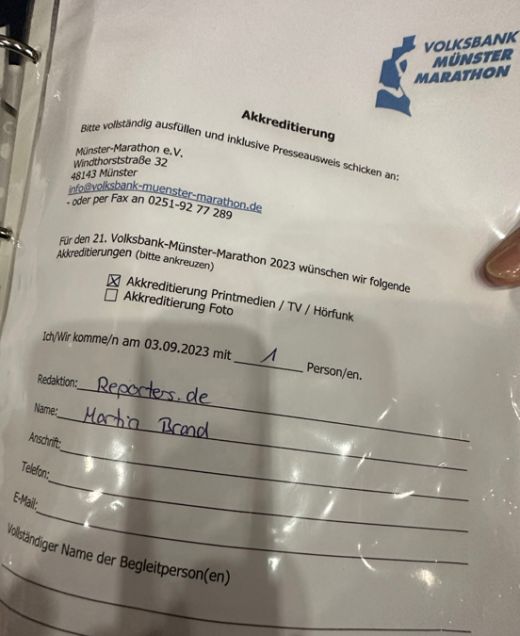 VOLKSBANK
MÜNSTER
MARATHON
Akkreditierung
Bitte vollständig ausfüllen und inklusive Presseausweis schicken an:
Münster-Marathon e.V.
Windthorststraße 32
48143 Münster
info@volksbank-muenster-marathon.de
- oder per Fax an 0251-92 77 289
Für den 21. Volksbank-Münster-Marathon 2023 wünschen wir folgende
Akkreditierungen (bitte ankreuzen)
☒ Akkreditierung Printmedien / TV / Hörfunk
☐ Akkreditierung Foto
Ich/Wir komme/n am 03.09.2023 mit 1 Person/en.
Redaktion: Reporters.de
Name: Martin Brand
Anschrift:
Telefon:
E-Mail:
Vollständiger Name der Begleitperson(en)